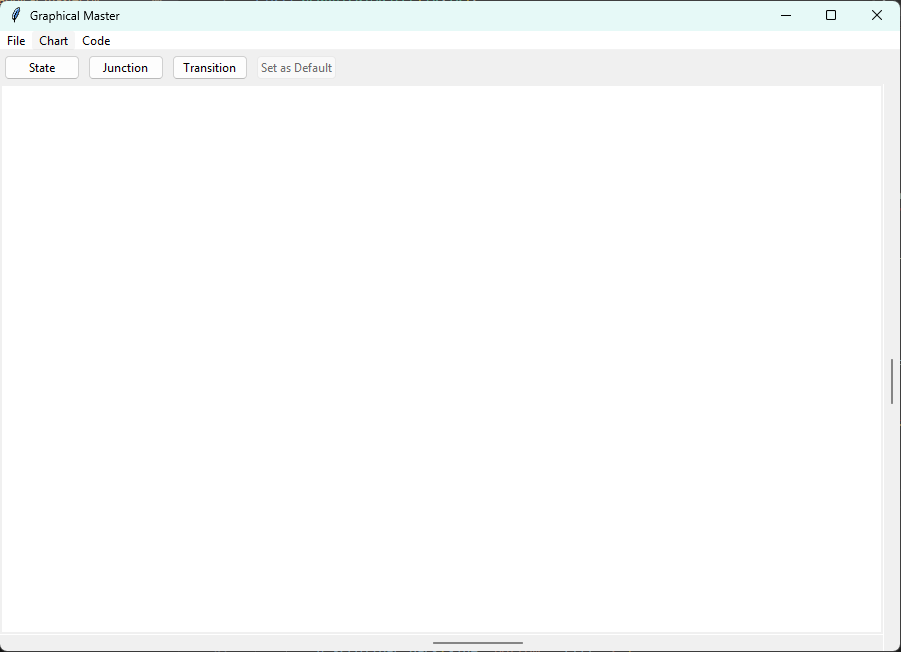 Graphical Master
File Chart Code
State Junction Transition Set as Default